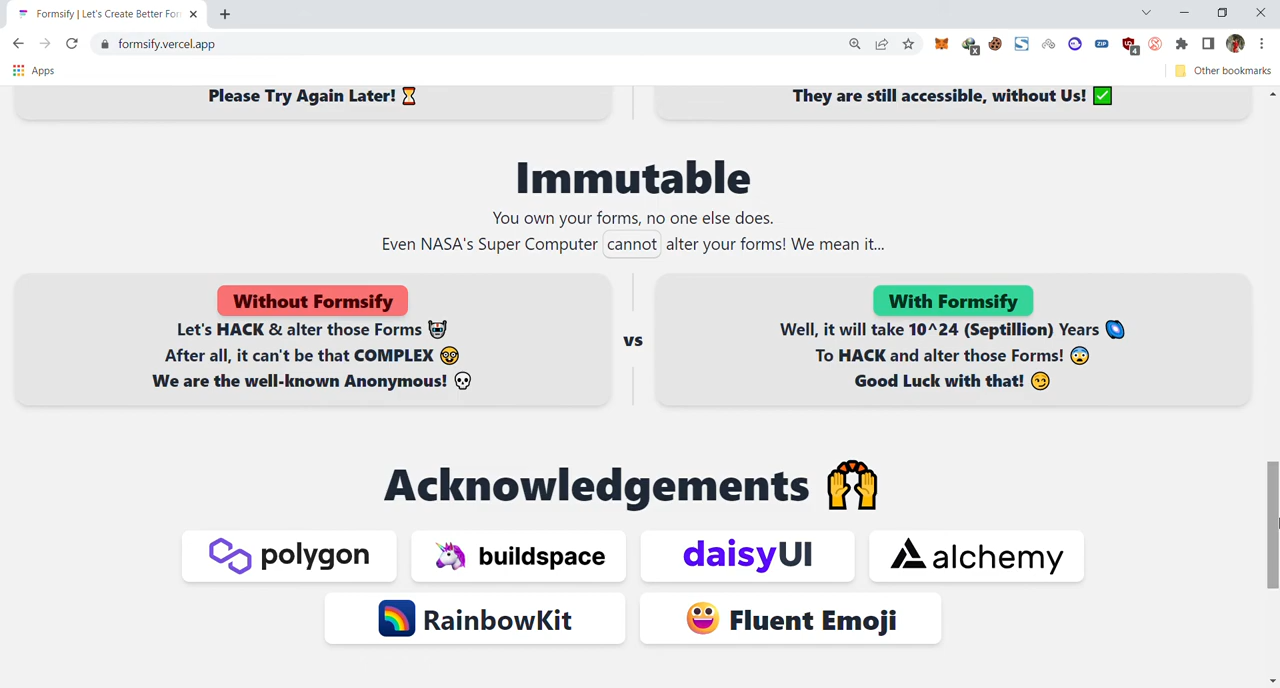 Formsify | Let's Create Better For
formsify.vercel.app
x
ZIP
4
Apps
Other bookmarks
Please Try Again Later! ⏳
They are still accessible, without Us! ✅
Immutable
You own your forms, no one else does.
Even NASA's Super Computer cannot alter your forms! We mean it...
Without Formsify
Let's HACK & alter those Forms 🤖
After all, it can't be that COMPLEX 🤓
We are the well-known Anonymous! 💀
vs
With Formsify
Well, it will take 10^24 (Septillion) Years 🌀
To HACK and alter those Forms! 😨
Good Luck with that! 😏
Acknowledgements 🙌
polygon
buildspace
daisyUI
alchemy
RainbowKit
Fluent Emoji